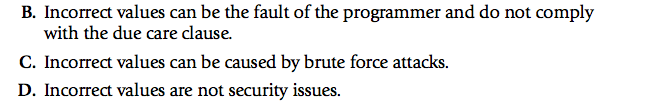 B. Incorrect values can be the fault of the programmer and do not comply
with the due care clause.
C. Incorrect values can be caused by brute force attacks.
D. Incorrect values are not security issues.